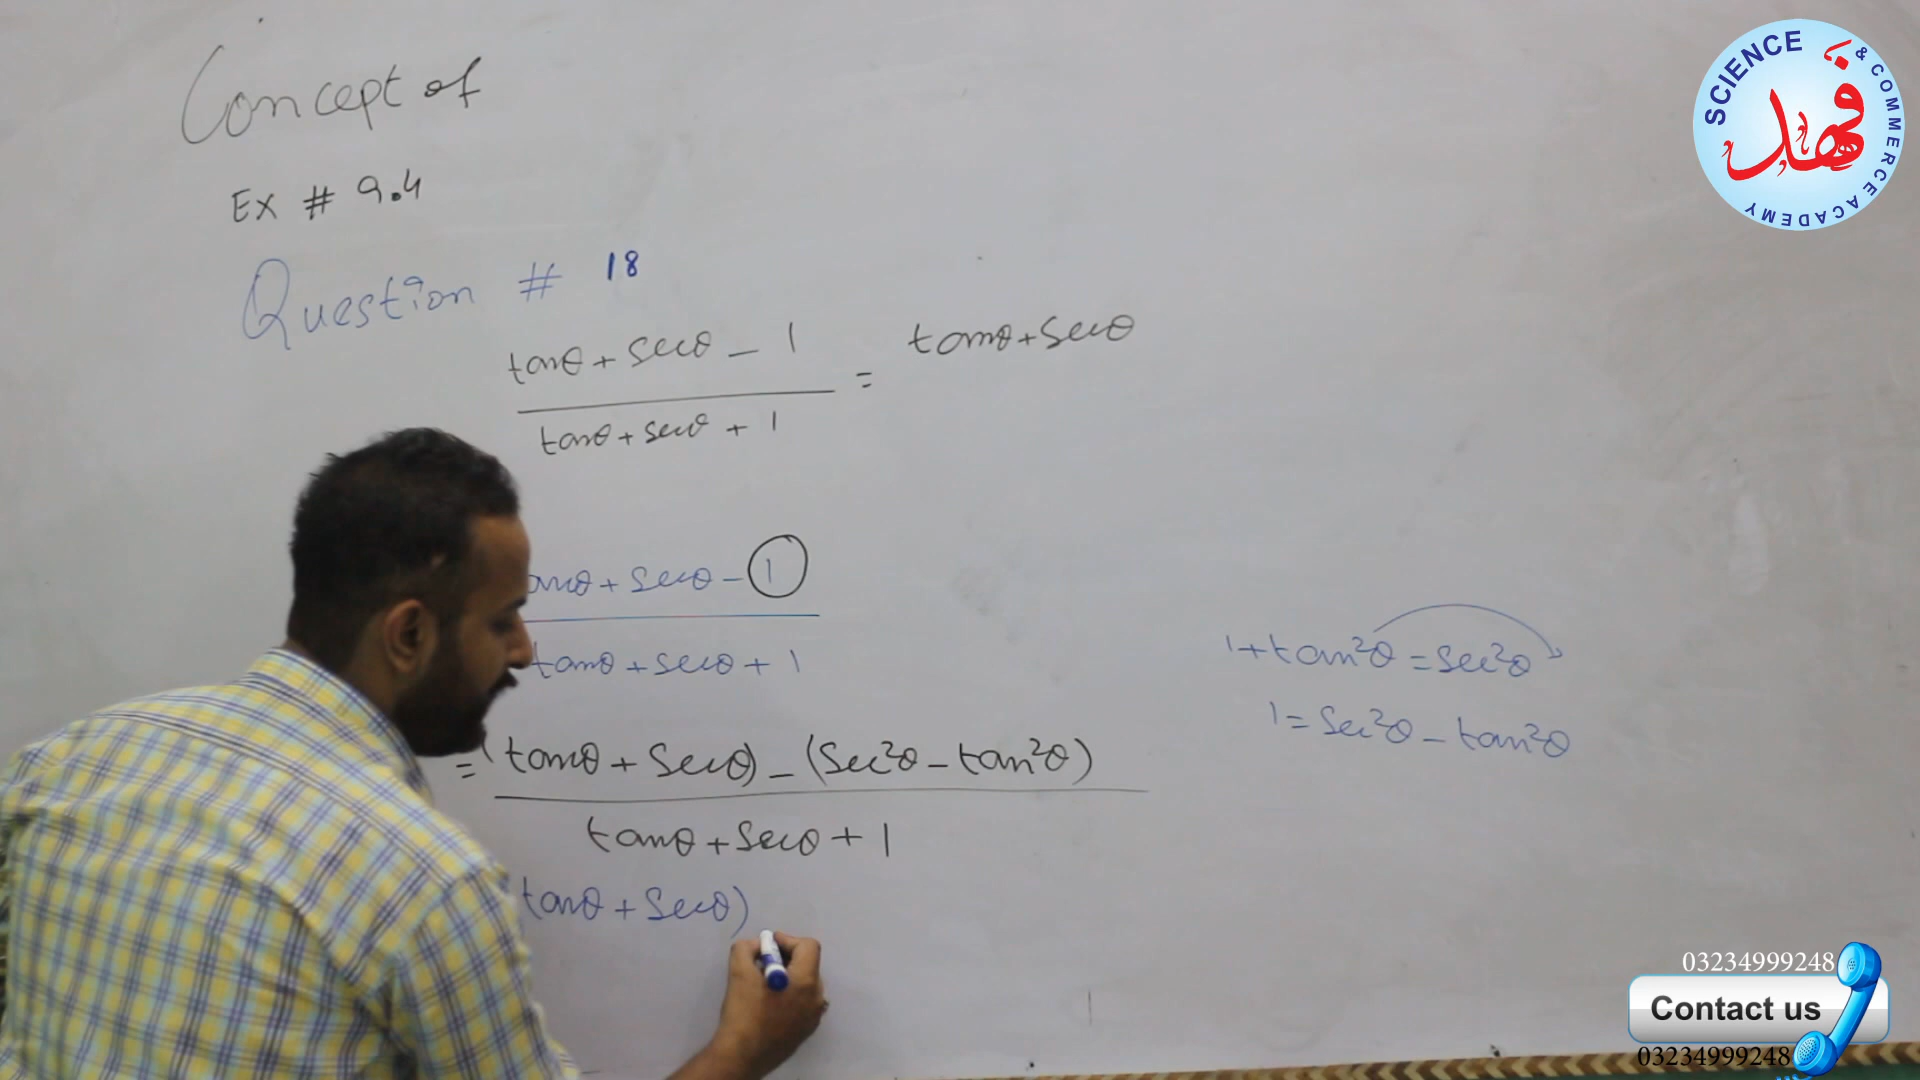 Concept of
Ex # 9.4
Question # 18
tanθ + secθ - 1
= tanθ + secθ
tanθ + secθ + 1
anθ + secθ - 1
tanθ + secθ + 1
1 + tan²θ = sec²θ
1 = sec²θ - tan²θ
= (tanθ + secθ) - (sec²θ - tan²θ)
tanθ + secθ + 1
(tanθ + secθ)
SCIENCE & COMMERCE ACADEMY
فهد
03234999248
Contact us
03234999248